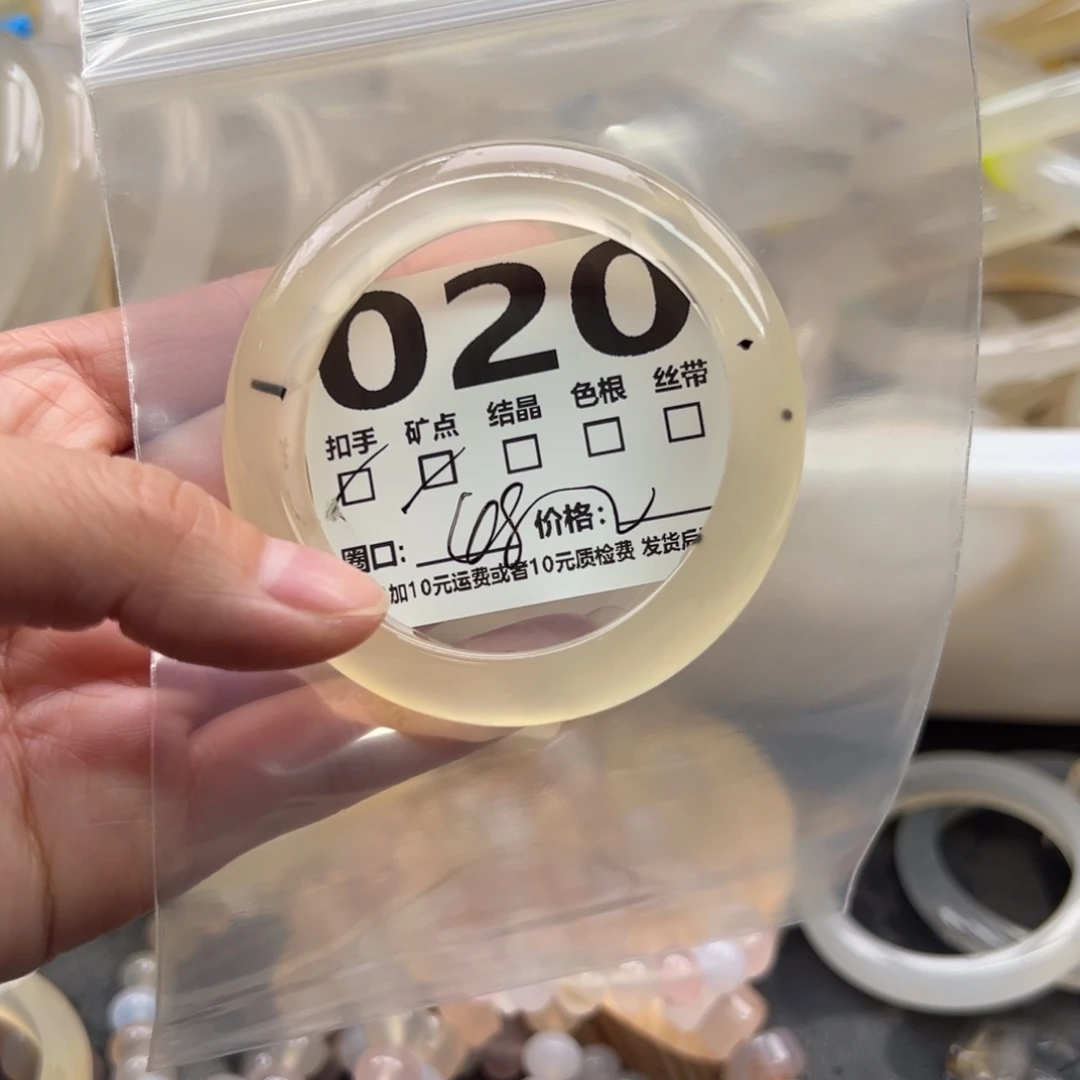 020
扣手 矿点 结晶 色根 丝带
圈口: 68 价格:
加10元运费或者10元质检费 发货后